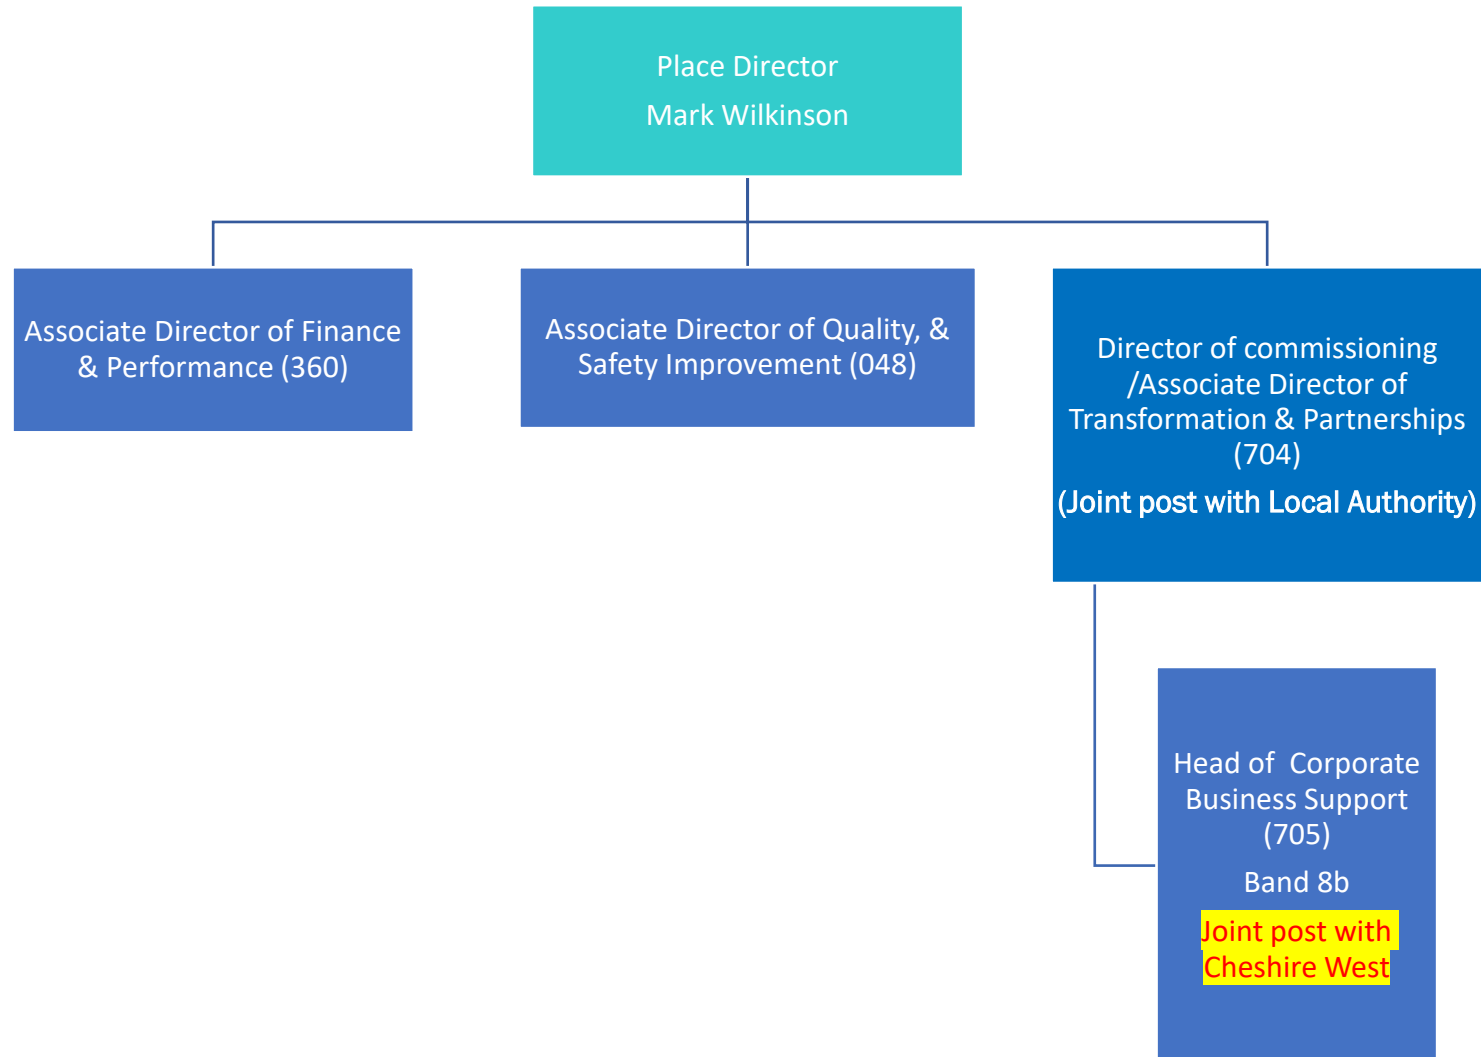 Place Director
Mark Wilkinson
Associate Director of Finance
& Performance (360)
Associate Director of Quality, &
Safety Improvement (048)
Director of commissioning
/Associate Director of
Transformation & Partnerships
(704)
(Joint post with Local Authority)
Head of  Corporate
Business Support
(705)
Band 8b
Joint post with
Cheshire West